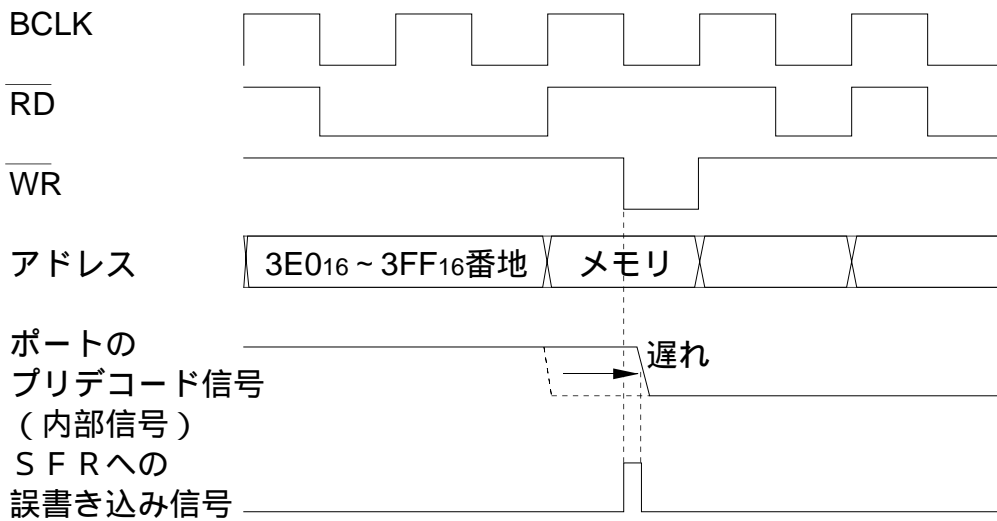 BCLK
RD
WR
アドレス
3E016 ~ 3FF16番地
メモリ
ポートの
プリデコード信号
(内部信号)
遅れ
SFRへの
誤書き込み信号